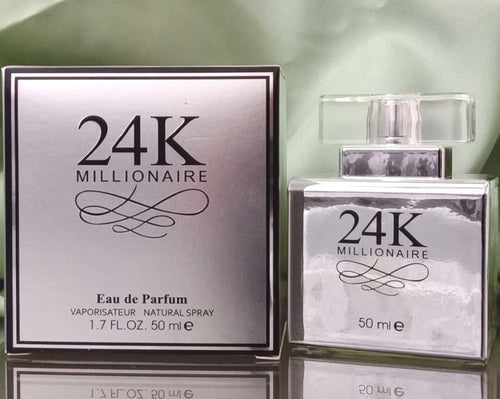 24K
MILLIONAIRE
Eau de Parfum
VAPORISATEUR NATURAL SPRAY
1.7 FL.OZ. 50 ml ℮
24K
MILLIONAIRE
50 ml ℮